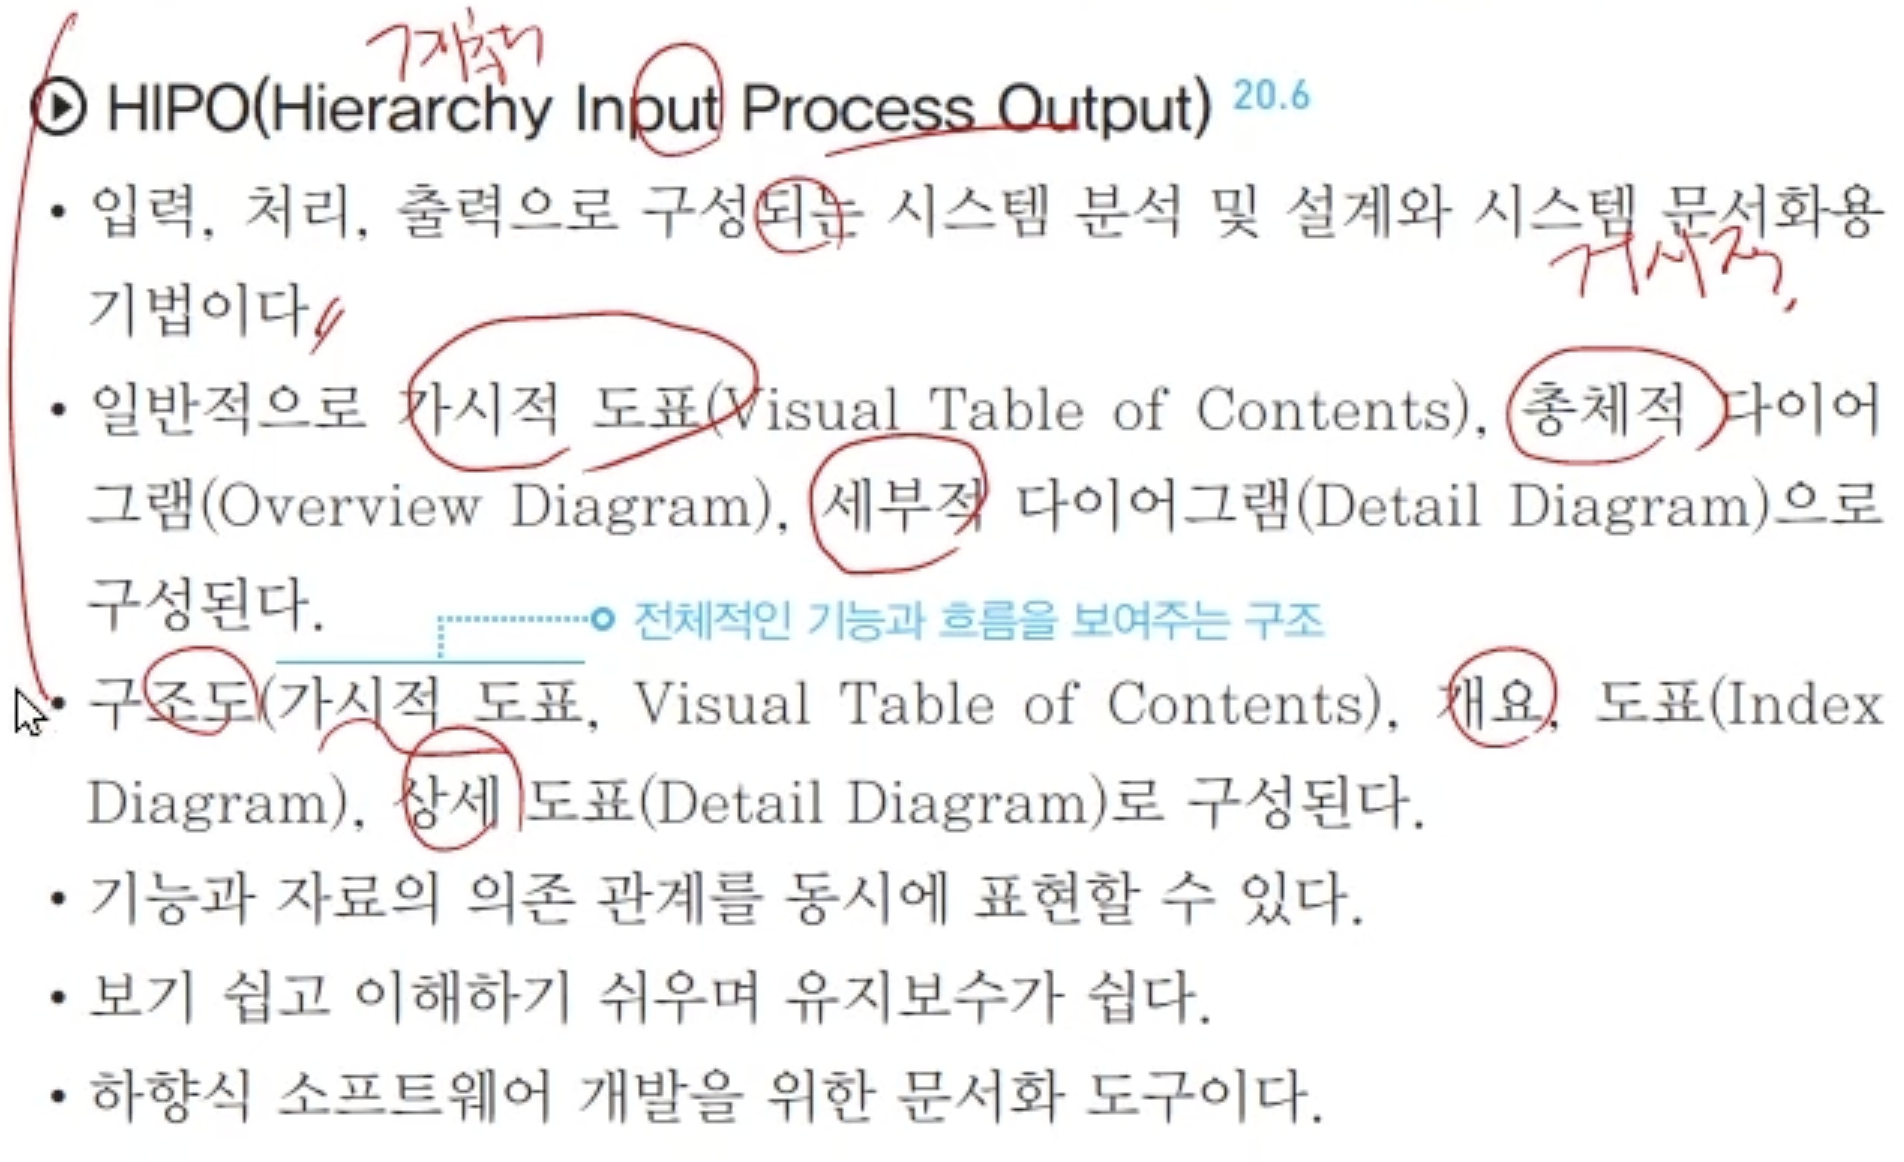 HIPO(Hierarchy Input Process Output) 20.6
• 입력, 처리, 출력으로 구성되는 시스템 분석 및 설계와 시스템 문서화용
기법이다.
• 일반적으로 가시적 도표(Visual Table of Contents), 총체적 다이어
그램(Overview Diagram), 세부적 다이어그램(Detail Diagram)으로
구성된다.
전체적인 기능과 흐름을 보여주는 구조
• 구조도(가시적 도표, Visual Table of Contents), 개요, 도표(Index
Diagram), 상세 도표(Detail Diagram)로 구성된다.
• 기능과 자료의 의존 관계를 동시에 표현할 수 있다.
• 보기 쉽고 이해하기 쉬우며 유지보수가 쉽다.
• 하향식 소프트웨어 개발을 위한 문서화 도구이다.